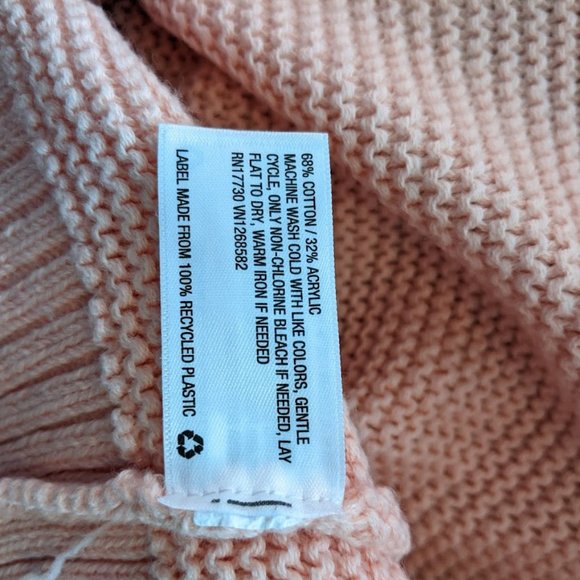 68% COTTON / 32% ACRYLIC
MACHINE WASH COLD WITH LIKE COLORS, GENTLE
CYCLE, ONLY NON-CHLORINE BLEACH IF NEEDED, LAY
FLAT TO DRY, WARM IRON IF NEEDED
RN17730 VN1268582
LABEL MADE FROM 100% RECYCLED PLASTIC